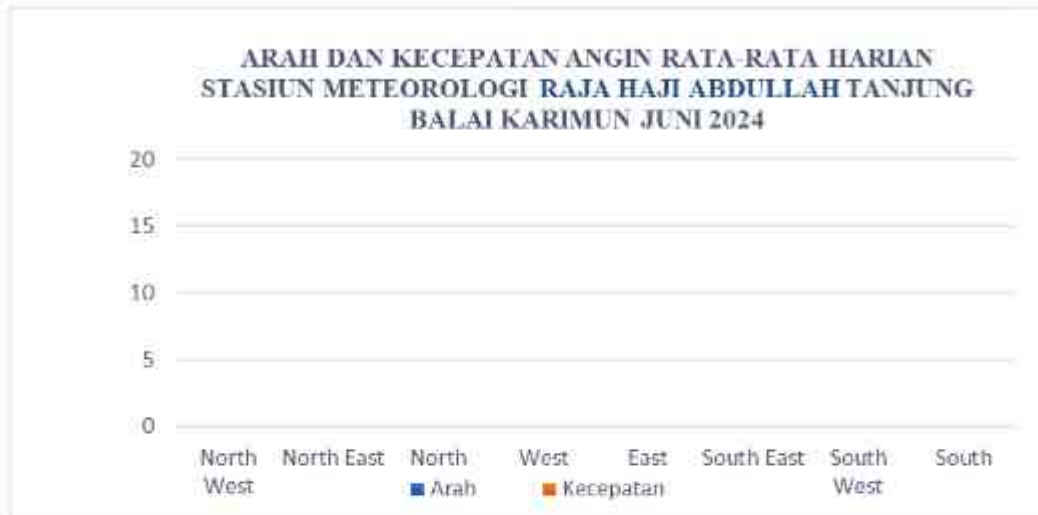 ARAH DAN KECEPATAN ANGIN RATA-RATA HARIAN
STASIUN METEOROLOGI RAJA HAJI ABDULLAH TANJUNG
BALAI KARIMUN JUNI 2024
20
15
10
5
0
North West
North East
North
West
East
South East
South West
South
Arah
Kecepatan